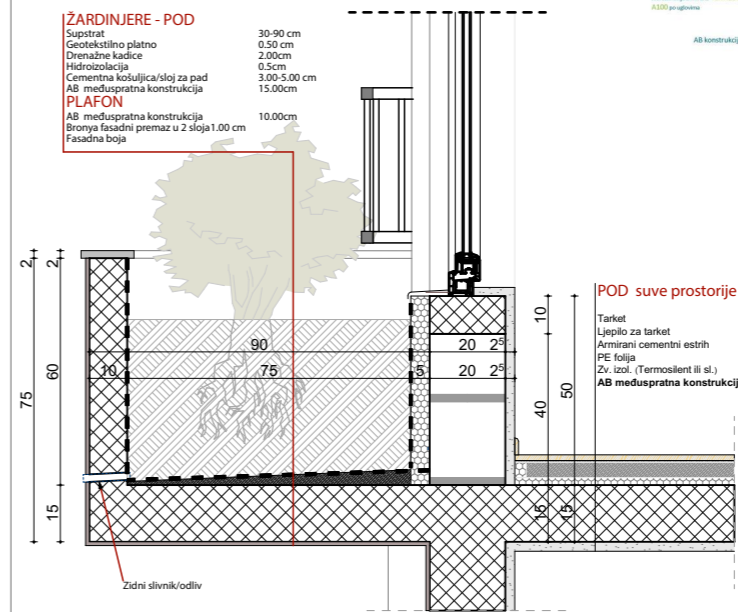 ŽARDINJERE - POD
Supstrat 30-90 cm
Geotekstilno platno 0.50 cm
Drenažne kadice 2.00cm
Hidroizolacija 0.5cm
Cementna košuljica/sloj za pad 3.00-5.00 cm
AB međuspratna konstrukcija 15.00cm
PLAFON
AB međuspratna konstrukcija 10.00cm
Bronya fasadni premaz u 2 sloja1.00 cm
Fasadna boja
A100 po uglovima
AB konstrukcij
POD suve prostorije
Tarket
Ljepilo za tarket
Armirani cementni estrih
PE folija
Zv. izol. (Termosilent ili sl.)
AB međuspratna konstrukcij
2 2
90 20 2⁵
10 75 5 20 2⁵
75 60 15
10 40 50
15 15
Zidni slivnik/odliv